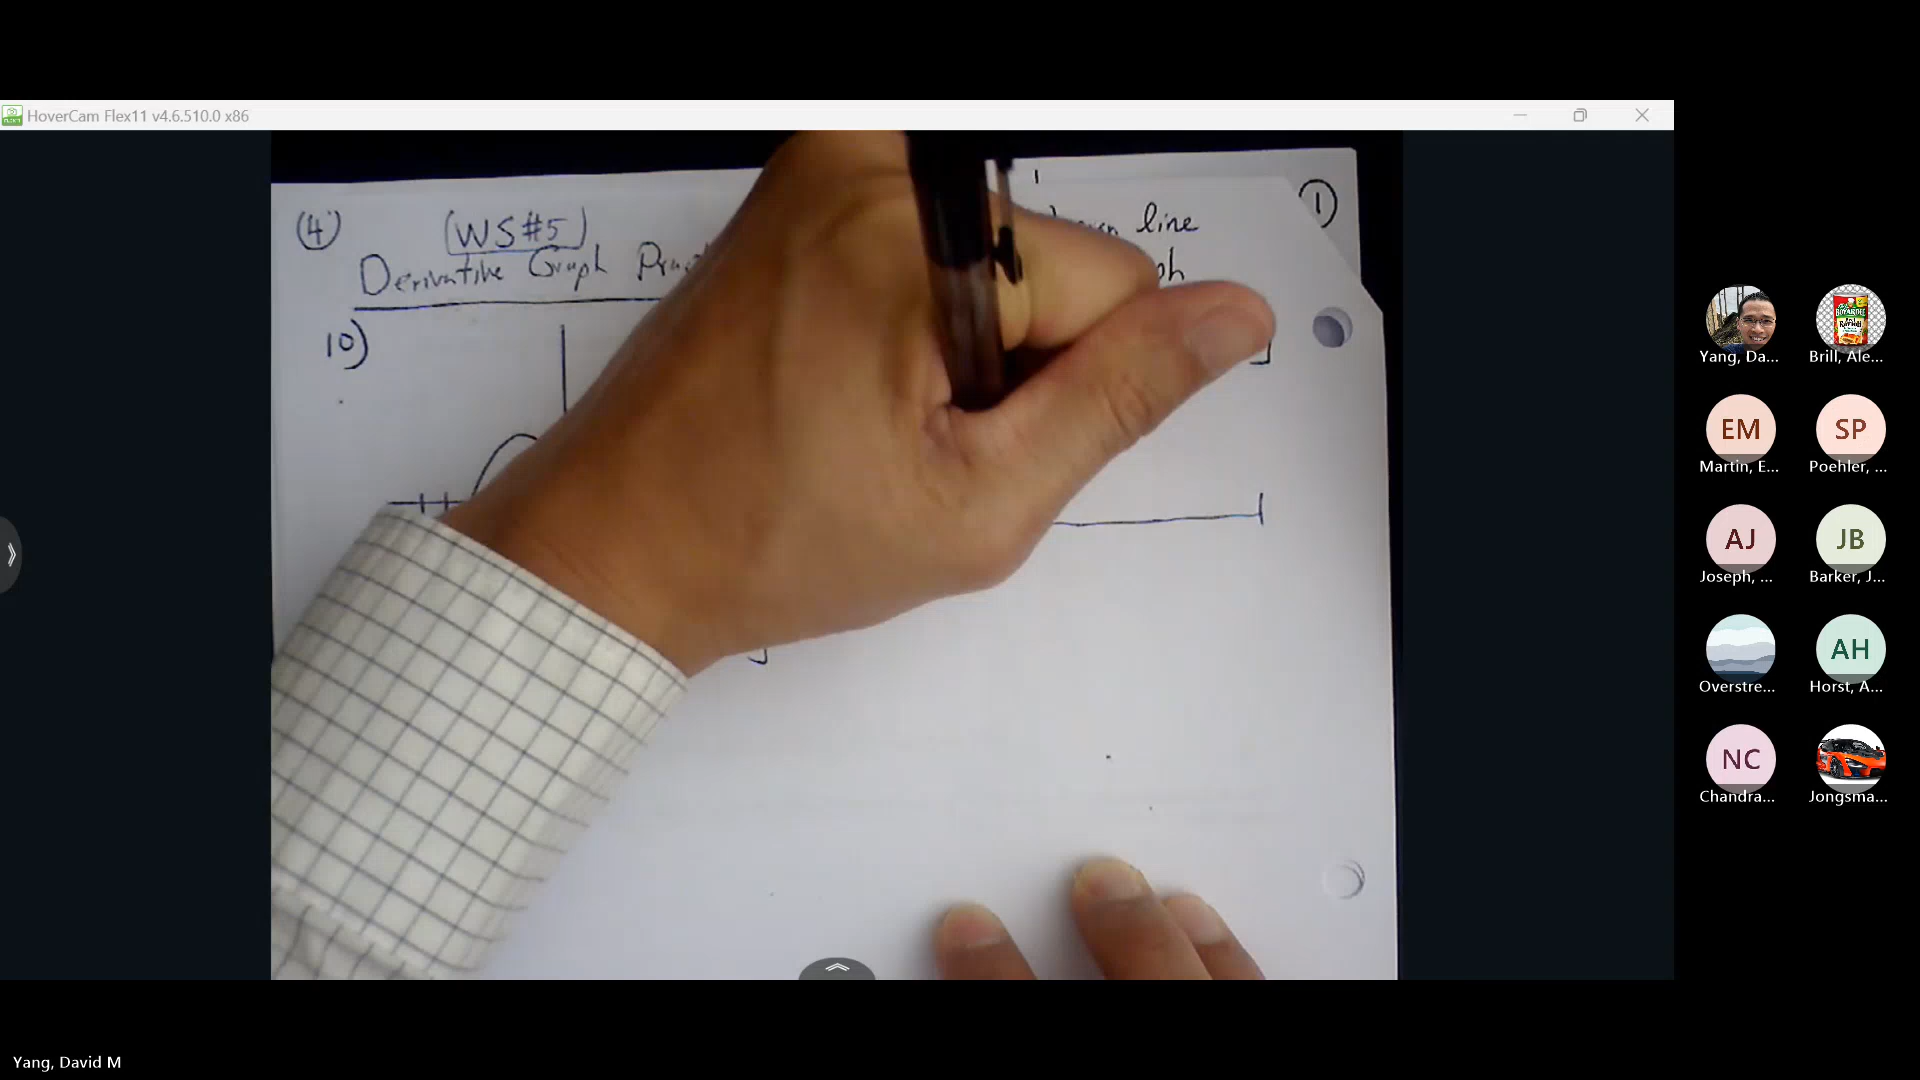 HoverCam Flex11 v4.6.510.0 x86
(4)
(WS#5)
Derivative Graph
line
1
10)
Yang, Da...
Brill, Ale...
EM
Martin, E...
SP
Poehler, ...
AJ
Joseph, ...
JB
Barker, J...
Overstre...
AH
Horst, A...
NC
Chandra...
Jongsma...
Yang, David M